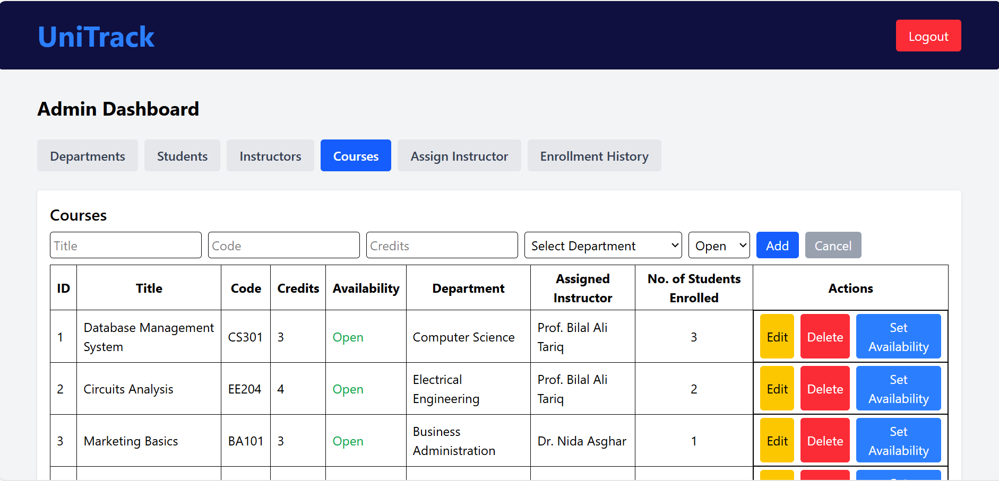 UniTrack
Logout
Admin Dashboard
Departments Students Instructors Courses Assign Instructor Enrollment History
Courses
Title Code Credits Select Department Open Add Cancel
ID Title Code Credits Availability Department Assigned Instructor No. of Students Enrolled Actions
1 Database Management System CS301 3 Open Computer Science Prof. Bilal Ali Tariq 3 Edit Delete Set Availability
2 Circuits Analysis EE204 4 Open Electrical Engineering Prof. Bilal Ali Tariq 2 Edit Delete Set Availability
3 Marketing Basics BA101 3 Open Business Administration Dr. Nida Asghar 1 Edit Delete Set Availability